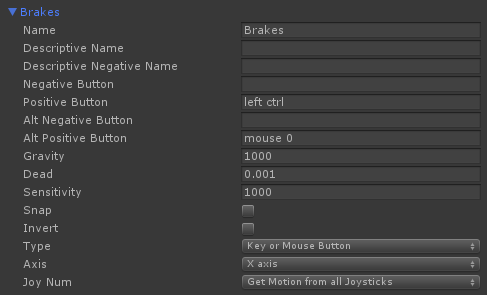 Brakes
Name Brakes
Descriptive Name
Descriptive Negative Name
Negative Button
Positive Button left ctrl
Alt Negative Button
Alt Positive Button mouse 0
Gravity 1000
Dead 0.001
Sensitivity 1000
Snap
Invert
Type Key or Mouse Button
Axis X axis
Joy Num Get Motion from all Joysticks